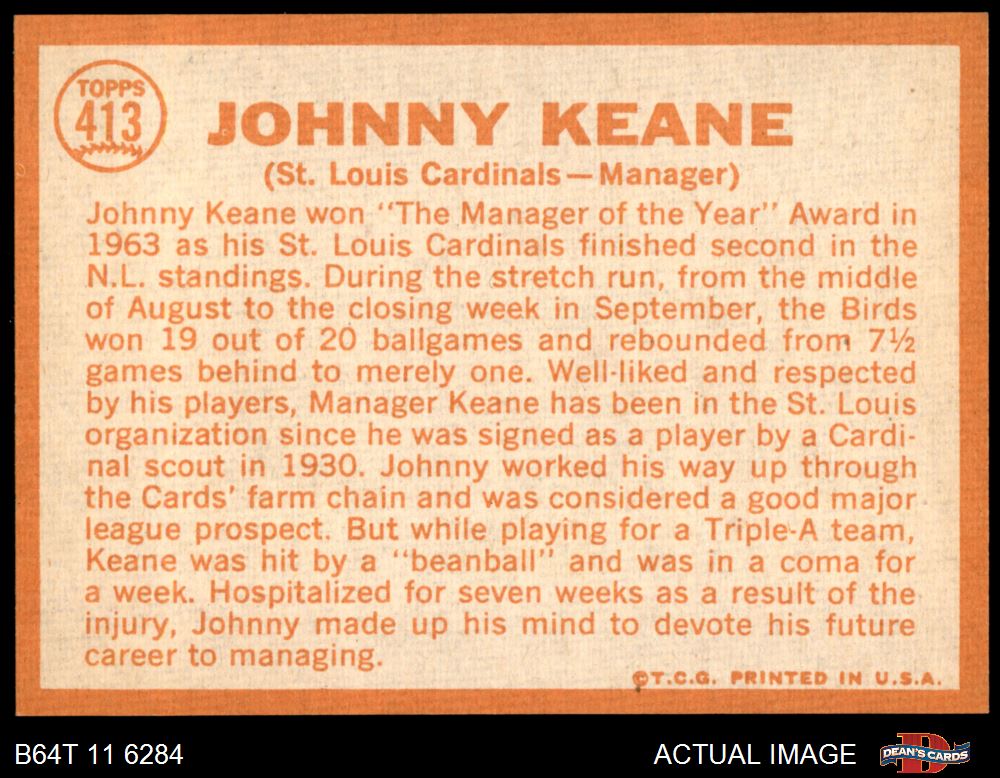 TOPPS
413
JOHNNY KEANE
(St. Louis Cardinals—Manager)
Johnny Keane won "The Manager of the Year" Award in
1963 as his St. Louis Cardinals finished second in the
N.L. standings. During the stretch run, from the middle
of August to the closing week in September, the Birds
won 19 out of 20 ballgames and rebounded from 7½
games behind to merely one. Well-liked and respected
by his players, Manager Keane has been in the St. Louis
organization since he was signed as a player by a Cardi-
nal scout in 1930. Johnny worked his way up through
the Cards' farm chain and was considered a good major
league prospect. But while playing for a Triple-A team,
Keane was hit by a "beanball" and was in a coma for
a week. Hospitalized for seven weeks as a result of the
injury, Johnny made up his mind to devote his future
career to managing.
©T.C.G. PRINTED IN U.S.A.
B64T 11 6284
ACTUAL IMAGE
D
DEAN'S CARDS